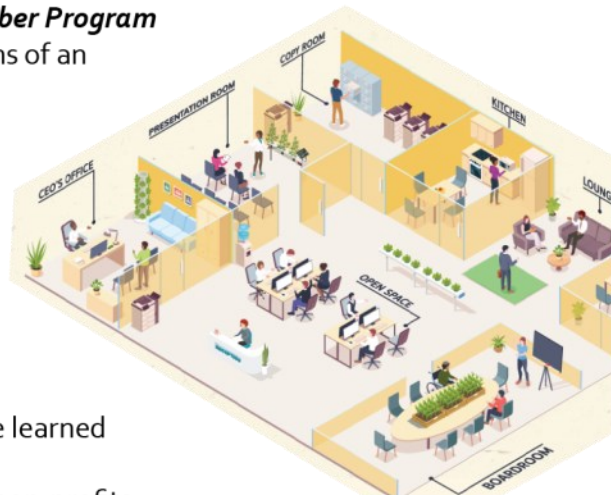 ber Program
ns of an
COPY ROOM
PRESENTATION ROOM
KITCHEN
CEO'S OFFICE
LOUNG
OPEN SPACE
e learned
BOARDROOM